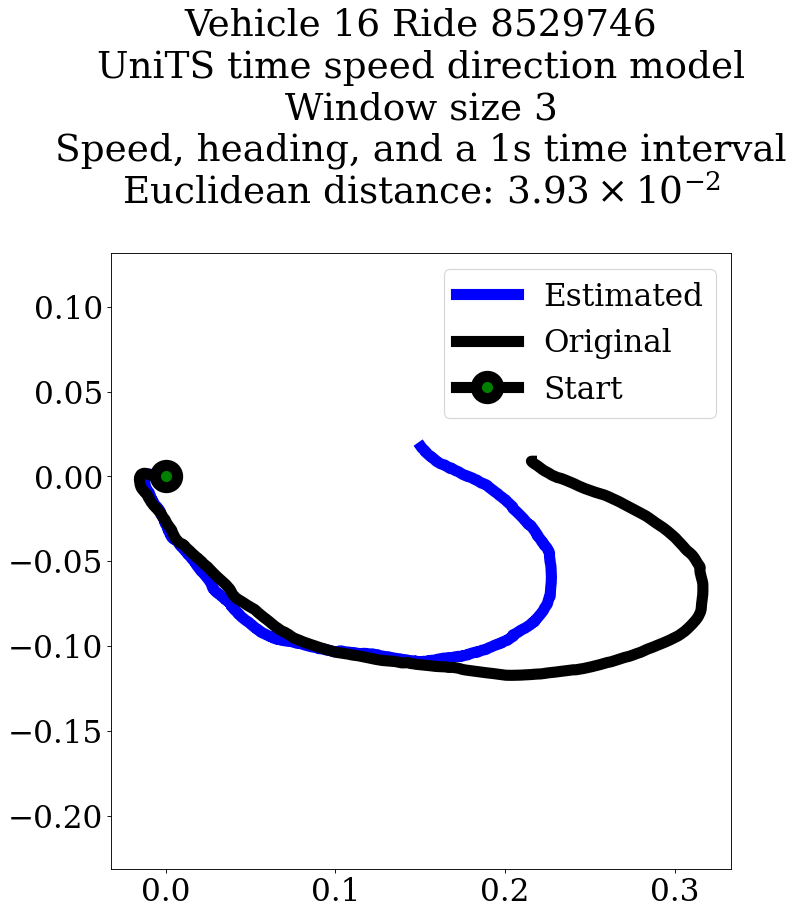 Vehicle 16 Ride 8529746
UniTS time speed direction model
Window size 3
Speed, heading, and a 1s time interval
Euclidean distance: 3.93 × 10⁻²
Estimated
Original
Start
0.10
0.05
0.00
−0.05
−0.10
−0.15
−0.20
0.0 0.1 0.2 0.3